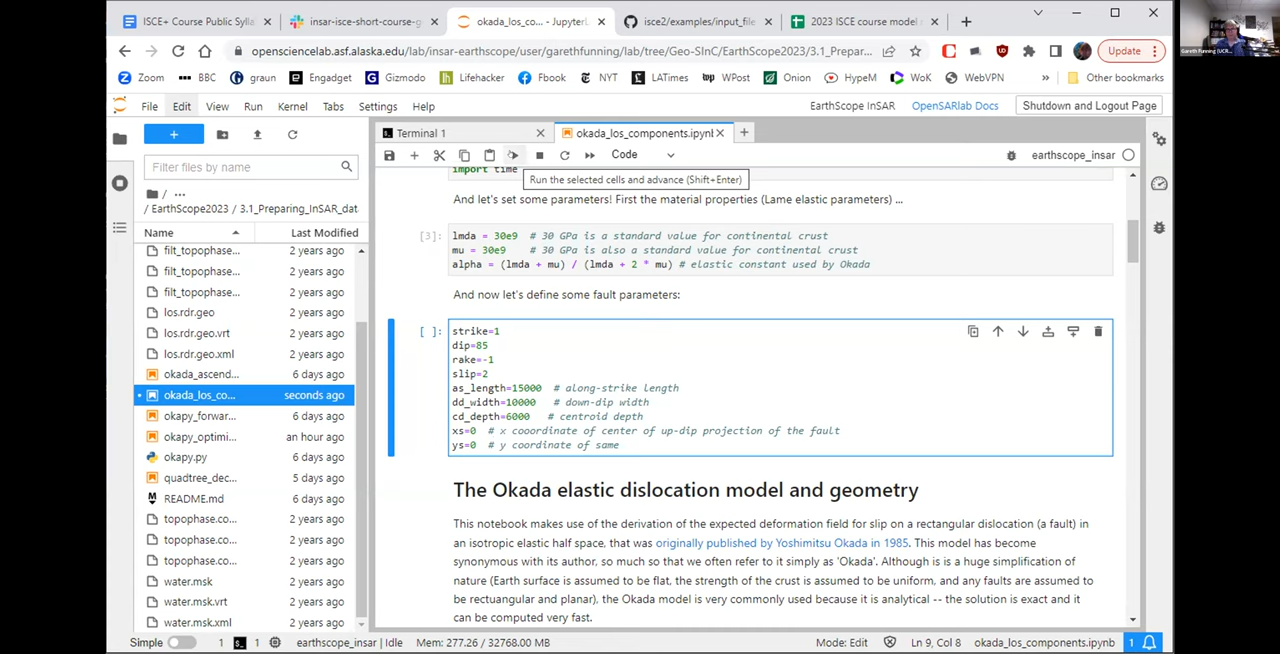 ISCE+ Course Public Sylla
insar-isce-short-course-g
okada_los_co... - JupyterL
isce2/examples/input_file
2023 ISCE course model s
opensciencelab.asf.alaska.edu/lab/insar-earthscope/user/garethfunning/lab/tree/Geo-SInC/EarthScope2023/3.1_Prepar...
Update
Zoom
BBC
graun
Engadget
Gizmodo
Lifehacker
Fbook
NYT
LATimes
WPost
Onion
HypeM
WoK
WebVPN
»
Other bookmarks
File Edit View Run Kernel Tabs Settings Help
EarthScope InSAR
OpenSARlab Docs
Shutdown and Logout Page
Terminal 1
okada_los_components.ipynb
Filter files by name
Code
earthscope_insar
import time
Run the selected cells and advance (Shift+Enter)
/ ...
/ EarthScope2023 / 3.1_Preparing_InSAR_data
Name
Last Modified
filt_topophase... 2 years ago
filt_topophase... 2 years ago
filt_topophase... 2 years ago
los.rdr.geo 2 years ago
los.rdr.geo.vrt 2 years ago
los.rdr.geo.xml 2 years ago
okada_ascend... 6 days ago
okada_los_co... seconds ago
okapy_forwar... 6 days ago
okapy_optimi... an hour ago
okapy.py 6 days ago
quadtree_dec... 5 days ago
README.md 6 days ago
topophase.co... 2 years ago
topophase.co... 2 years ago
topophase.co... 2 years ago
water.msk 2 years ago
water.msk.vrt 2 years ago
water.msk.xml 2 years ago
And let's set some parameters! First the material properties (Lame elastic parameters) ...
[3]:
lmda = 30e9 # 30 GPa is a standard value for continental crust
mu = 30e9 # 30 GPa is also a standard value for continental crust
alpha = (lmda + mu) / (lmda + 2 * mu) # elastic constant used by Okada
And now let's define some fault parameters:
[ ]:
strike=1
dip=85
rake=-1
slip=2
as_length=15000 # along-strike length
dd_width=10000 # down-dip width
cd_depth=6000 # centroid depth
xs=0 # x cooordinate of center of up-dip projection of the fault
ys=0 # y coordinate of same
The Okada elastic dislocation model and geometry
This notebook makes use of the derivation of the expected deformation field for slip on a rectangular dislocation (a fault) in
an isotropic elastic half space, that was originally published by Yoshimitsu Okada in 1985. This model has become
synonymous with its author, so much so that we often refer to it simply as 'Okada'. Although is is a huge simplification of
nature (Earth surface is assumed to be flat, the strength of the crust is assumed to be uniform, and any faults are assumed to
be rectuangular and planar), the Okada model is very commonly used because it is analytical -- the solution is exact and it
can be computed very fast.
Simple
1
1
earthscope_insar | Idle
Mem: 277.26 / 32768.00 MB
Mode: Edit
Ln 9, Col 8
okada_los_components.ipynb
1
Gareth Funning (UCR...